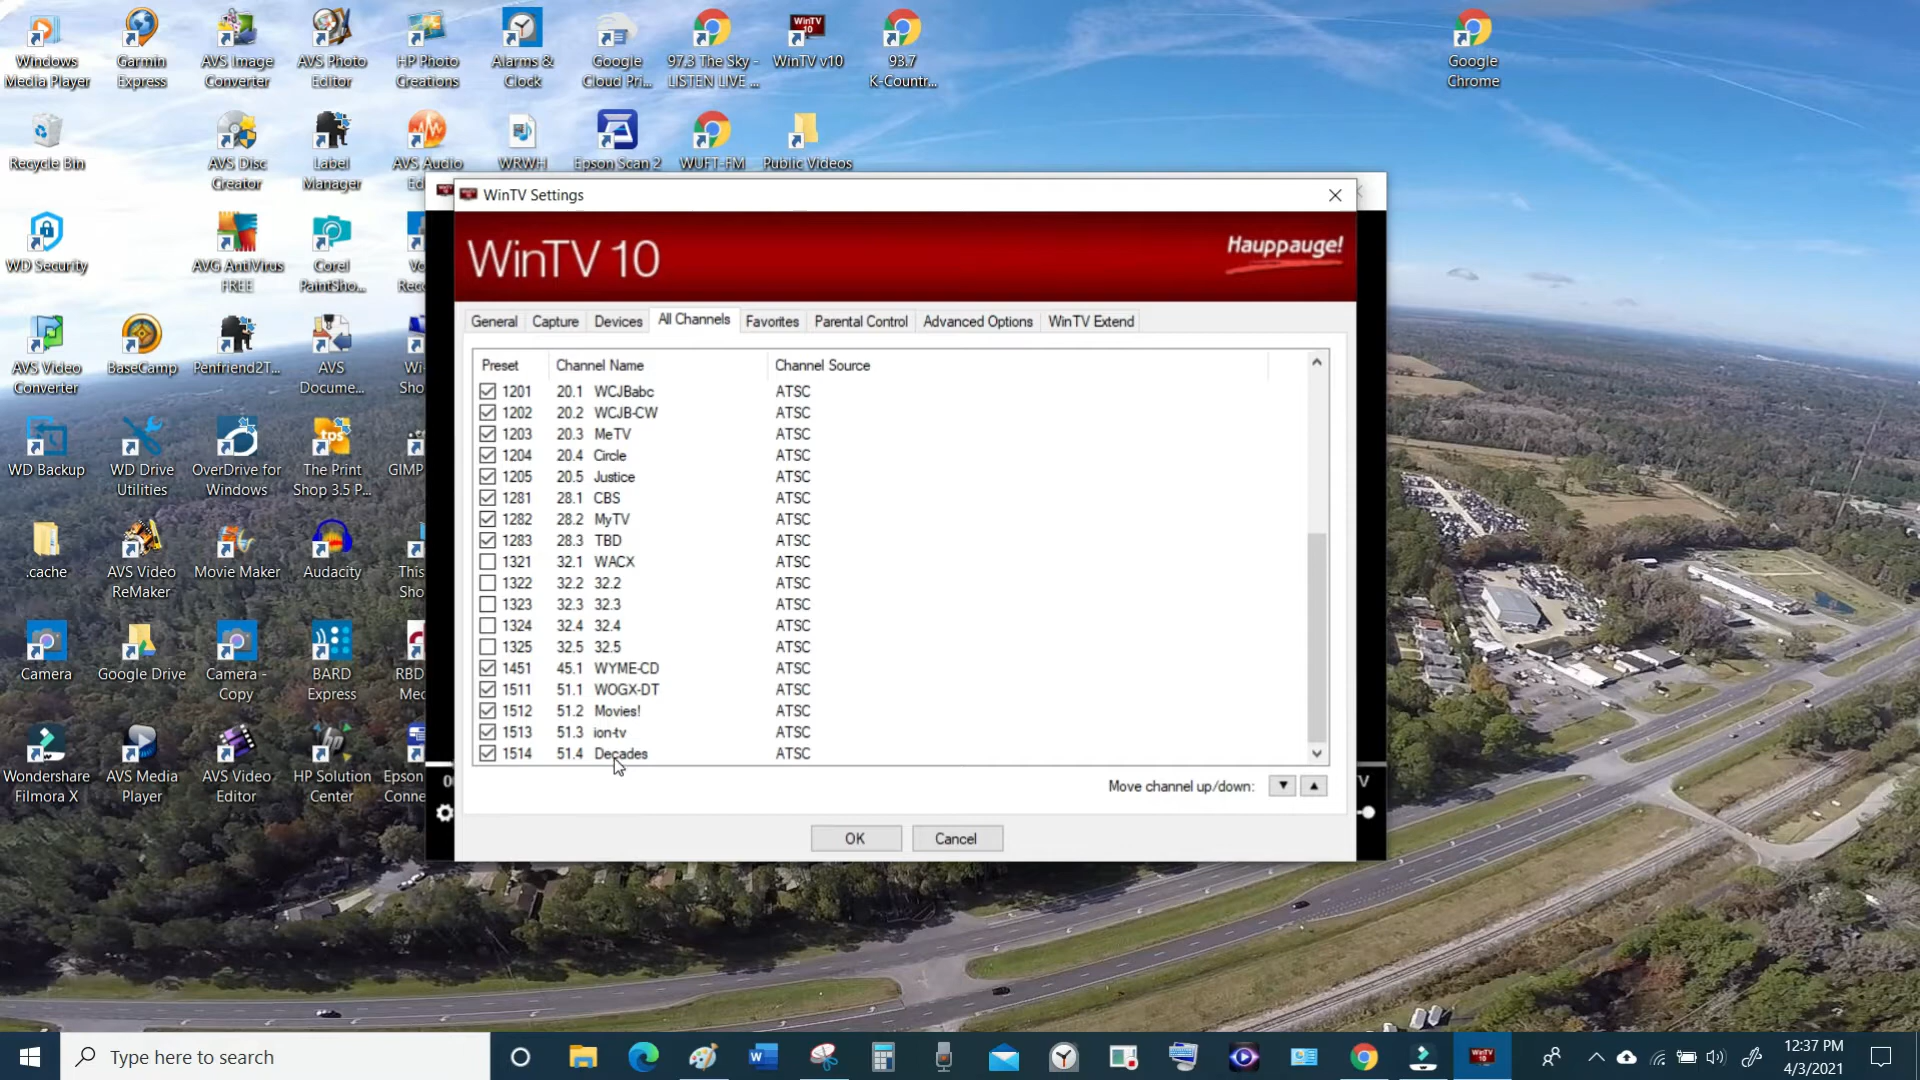 Windows Media Player
Garmin Express
AVS Image Converter
AVS Photo Editor
HP Photo Creations
Alarms & Clock
Google Cloud Pri...
97.3 The Sky - LISTEN LIVE ...
WinTV v10
93.7 K-Countr...
Google Chrome
Recycle Bin
AVS Disc Creator
Label Manager
AVS Audio
WRWH
Epson Scan 2
WUFT-FM
Public Videos
WinTV Settings
WinTV 10
Hauppauge!
General Capture Devices All Channels Favorites Parental Control Advanced Options WinTV Extend
Preset Channel Name Channel Source
1201 20.1 WCJBabc ATSC
1202 20.2 WCJB-CW ATSC
1203 20.3 MeTV ATSC
1204 20.4 Circle ATSC
1205 20.5 Justice ATSC
1281 28.1 CBS ATSC
1282 28.2 MyTV ATSC
1283 28.3 TBD ATSC
1321 32.1 WACX ATSC
1322 32.2 32.2 ATSC
1323 32.3 32.3 ATSC
1324 32.4 32.4 ATSC
1325 32.5 32.5 ATSC
1451 45.1 WYME-CD ATSC
1511 51.1 WOGX-DT ATSC
1512 51.2 Movies! ATSC
1513 51.3 ion-tv ATSC
1514 51.4 Decades ATSC
Move channel up/down:
OK Cancel
WD Security
AVG AntiVirus FREE
Corel PaintSho...
AVS Video Converter
BaseCamp
Penfriend2T...
AVS Docume...
WD Backup
WD Drive Utilities
OverDrive for Windows
The Print Shop 3.5 P...
GIMP
.cache
AVS Video ReMaker
Movie Maker
Audacity
Camera
Google Drive
Camera - Copy
BARD Express
RBD
Wondershare Filmora X
AVS Media Player
AVS Video Editor
HP Solution Center
Epson
Type here to search
12:37 PM
4/3/2021